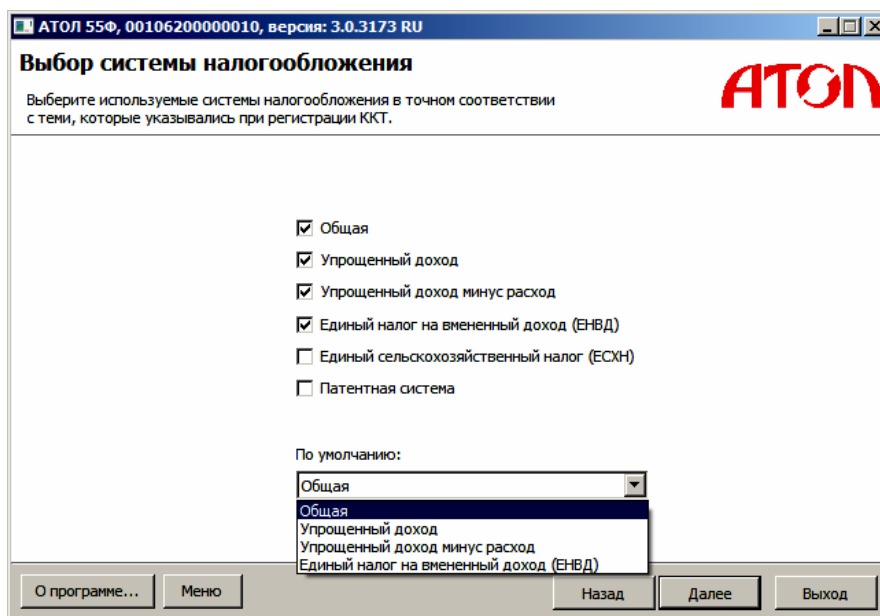 АТОЛ 55Ф, 00106200000010, версия: 3.0.3173 RU
Выбор системы налогообложения
Выберите используемые системы налогообложения в точном соответствии
с теми, которые указывались при регистрации ККТ.
АТОЛ
Общая
Упрощенный доход
Упрощенный доход минус расход
Единый налог на вмененный доход (ЕНВД)
Единый сельскохозяйственный налог (ЕСХН)
Патентная система
По умолчанию:
Общая
Общая
Упрощенный доход
Упрощенный доход минус расход
Единый налог на вмененный доход (ЕНВД)
О программе... Меню Назад Далее Выход